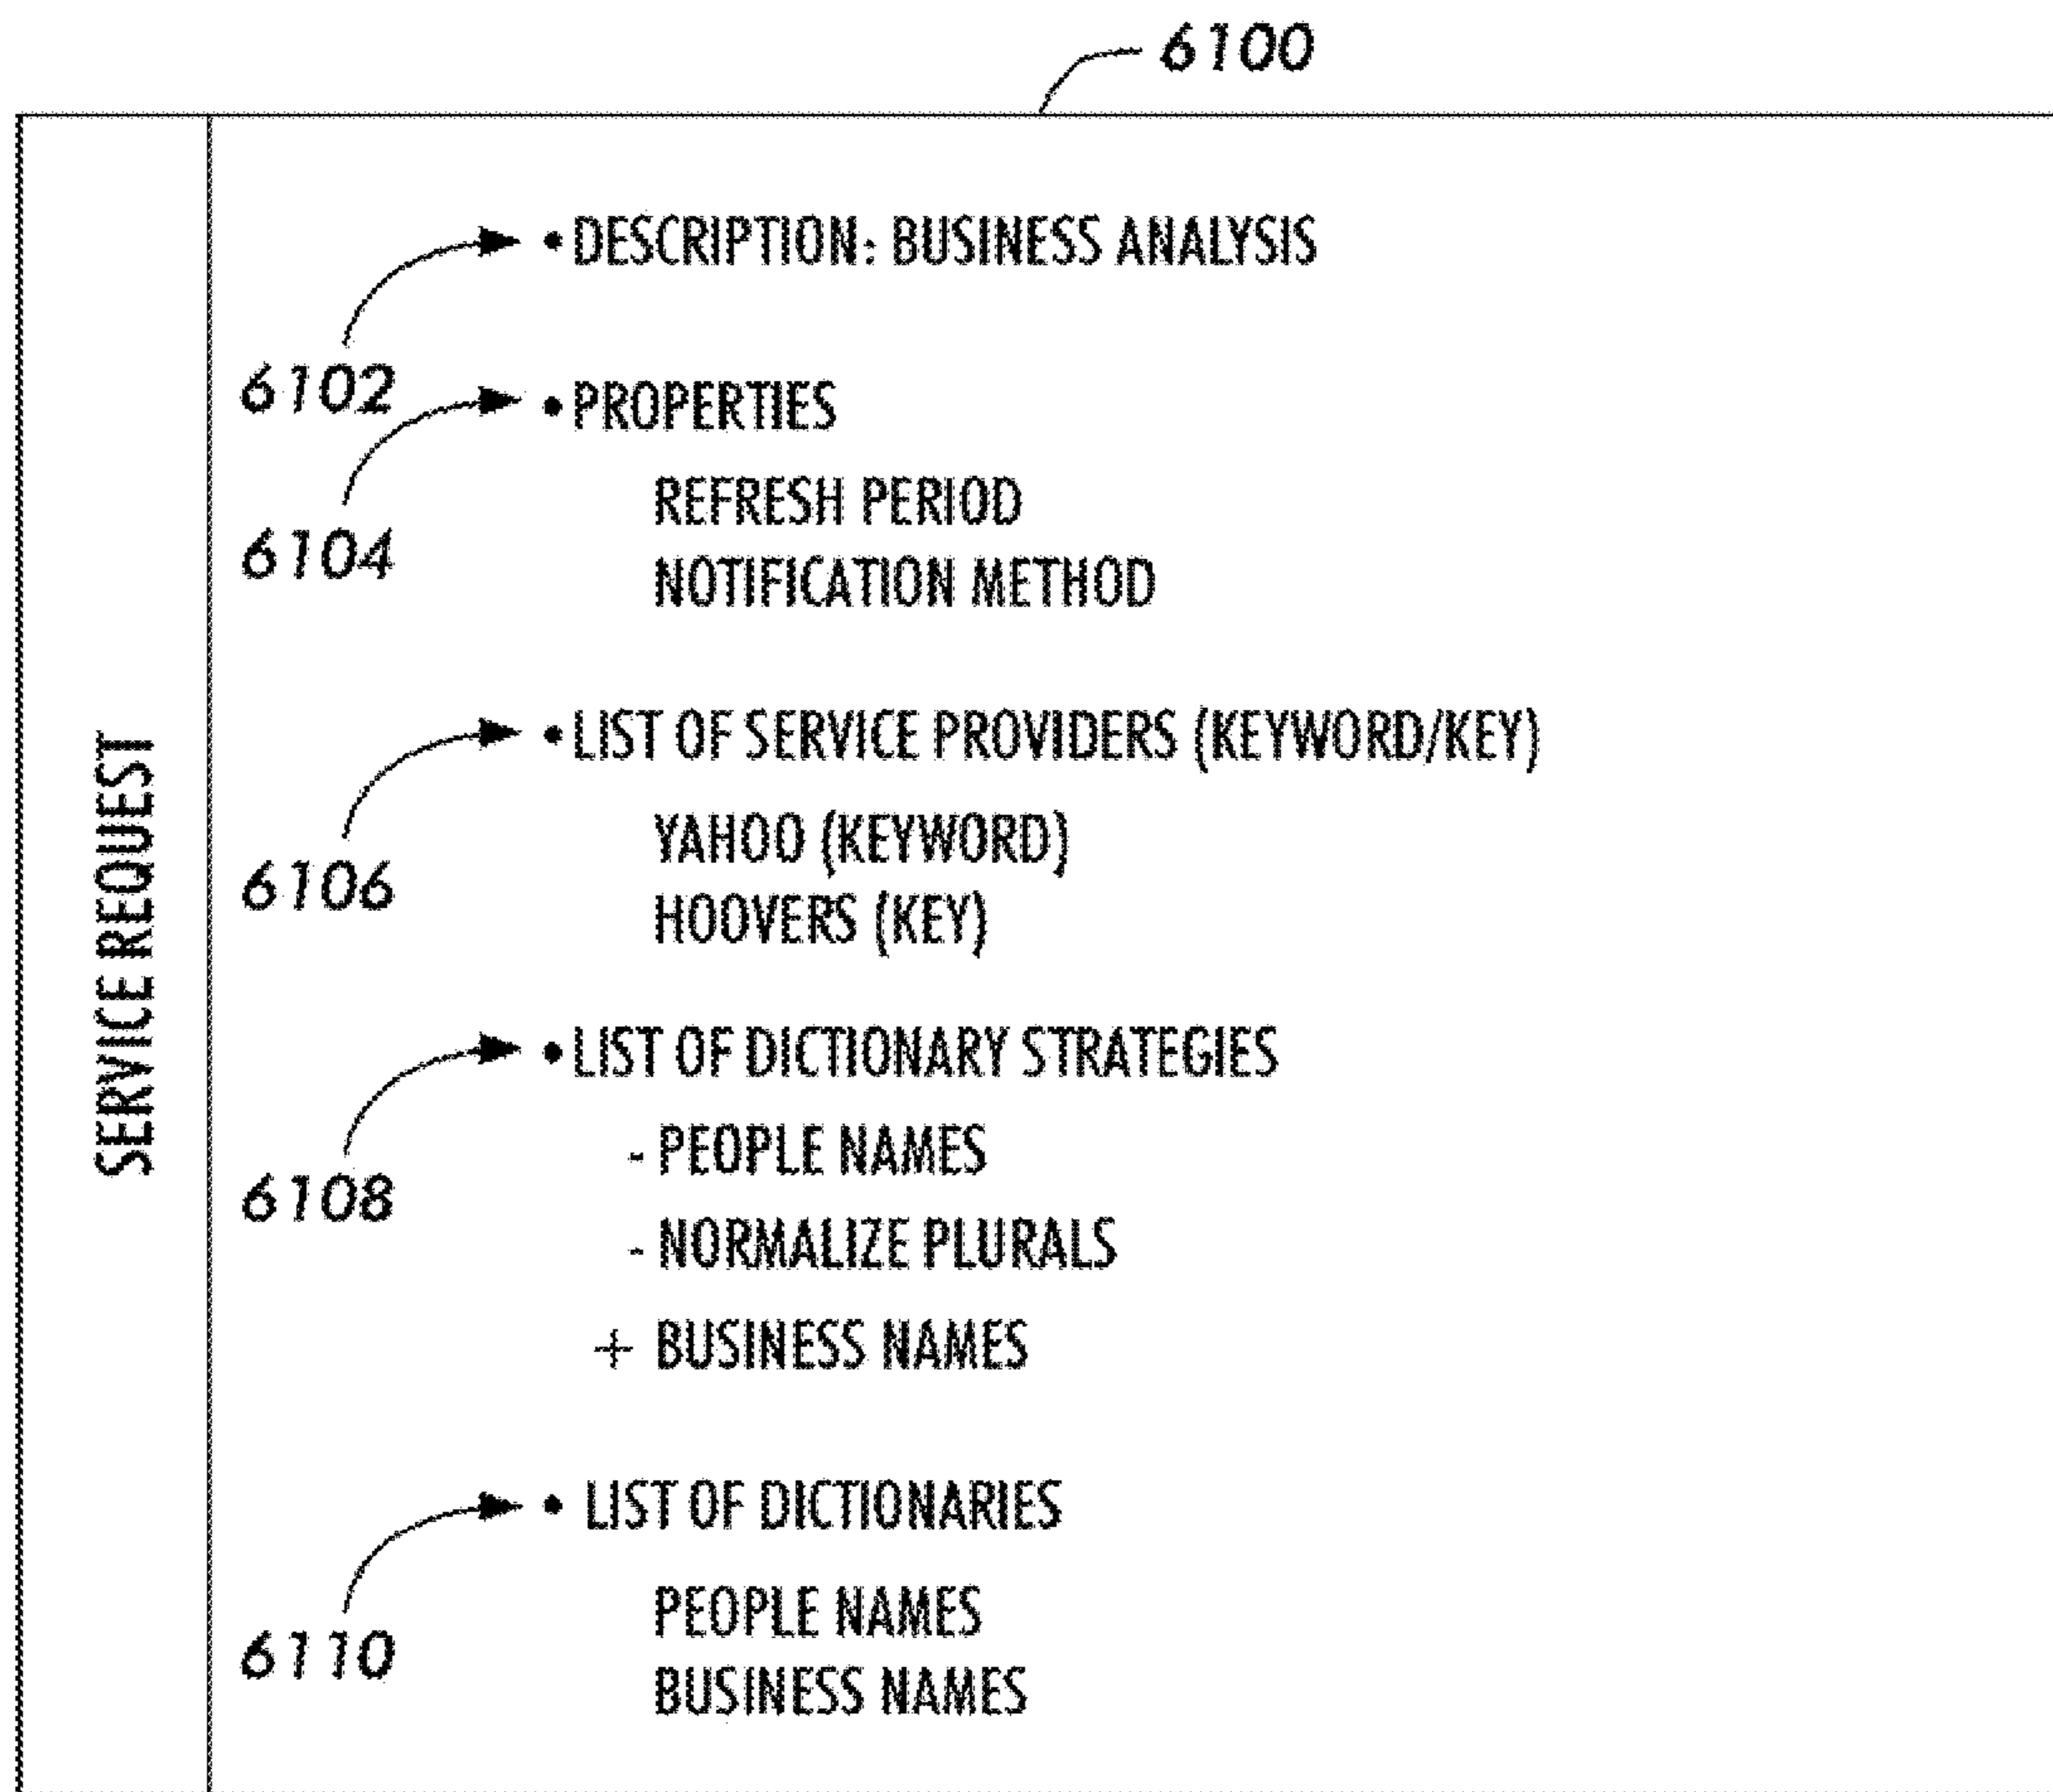 6100
SERVICE REQUEST
• DESCRIPTION: BUSINESS ANALYSIS
6102
• PROPERTIES
REFRESH PERIOD
6104
NOTIFICATION METHOD
• LIST OF SERVICE PROVIDERS (KEYWORD/KEY)
YAHOO (KEYWORD)
6106
HOOVERS (KEY)
• LIST OF DICTIONARY STRATEGIES
- PEOPLE NAMES
6108
- NORMALIZE PLURALS
+ BUSINESS NAMES
• LIST OF DICTIONARIES
PEOPLE NAMES
6110
BUSINESS NAMES